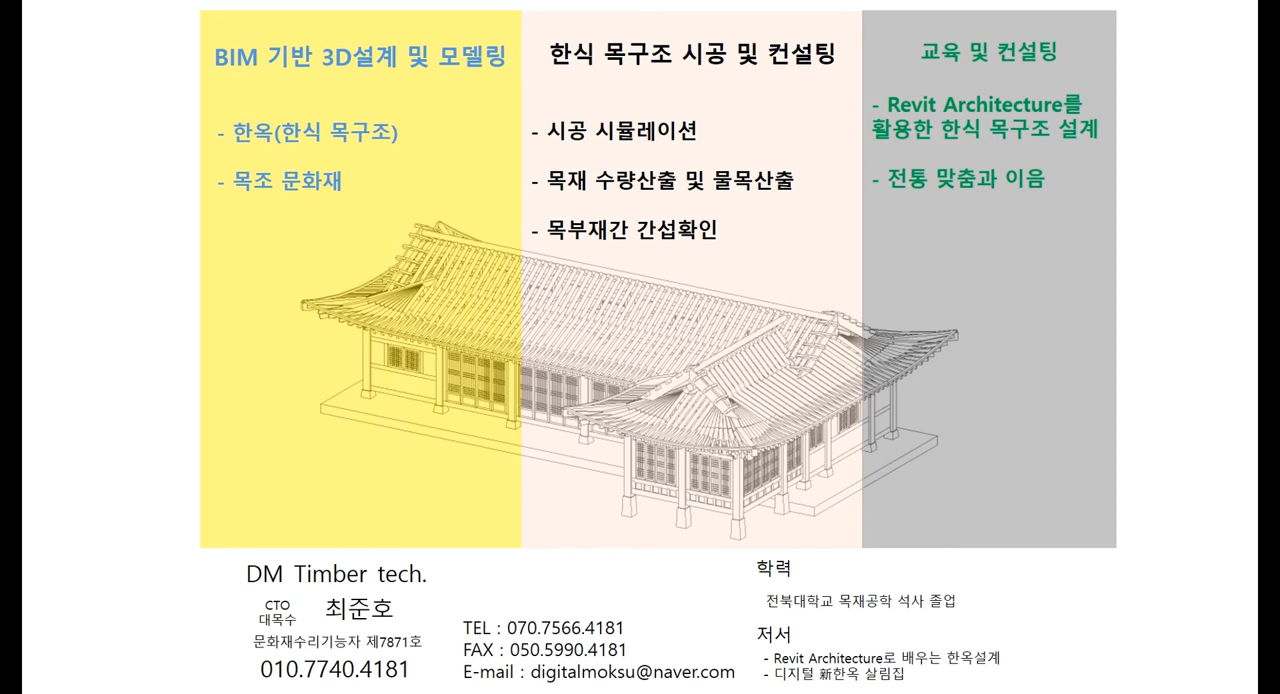 BIM 기반 3D설계 및 모델링
- 한옥(한식 목구조)
- 목조 문화재
한식 목구조 시공 및 컨설팅
- 시공 시뮬레이션
- 목재 수량산출 및 물목산출
- 목부재간 간섭확인
교육 및 컨설팅
- Revit Architecture를
활용한 한식 목구조 설계
- 전통 맞춤과 이음
DM Timber tech.
CTO
대목수
최준호
문화재수리기능자 제7871호
010.7740.4181
TEL : 070.7566.4181
FAX : 050.5990.4181
E-mail : digitalmoksu@naver.com
학력
전북대학교 목재공학 석사 졸업
저서
- Revit Architecture로 배우는 한옥설계
- 디지털 新한옥 살림집